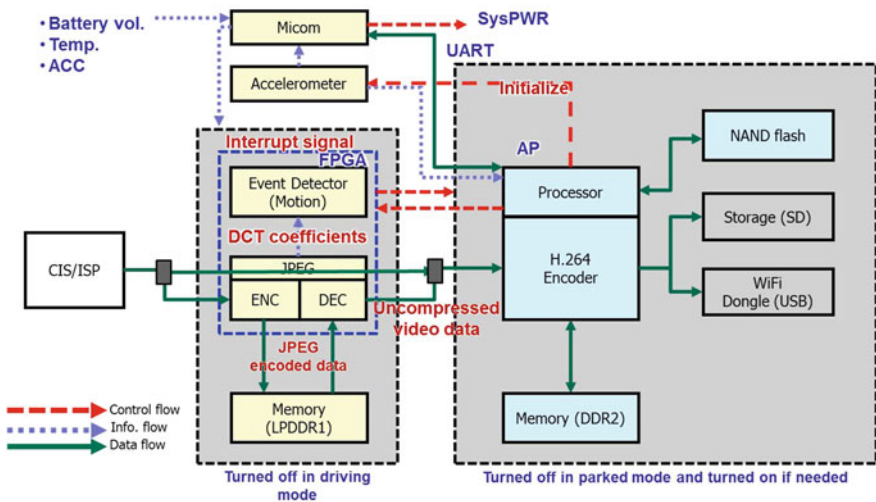 • Battery vol.
• Temp.
• ACC
Micom
SysPWR
UART
Accelerometer
Initialize
Interrupt signal
FPGA
AP
NAND flash
Event Detector
(Motion)
Processor
DCT coefficients
Storage (SD)
CIS/ISP
JPEG
H.264
Encoder
ENC
DEC
WiFi
Dongle (USB)
Uncompressed
video data
JPEG
encoded data
Memory
(LPDDR1)
Memory (DDR2)
Control flow
Info. flow
Data flow
Turned off in driving
mode
Turned off in parked mode and turned on if needed